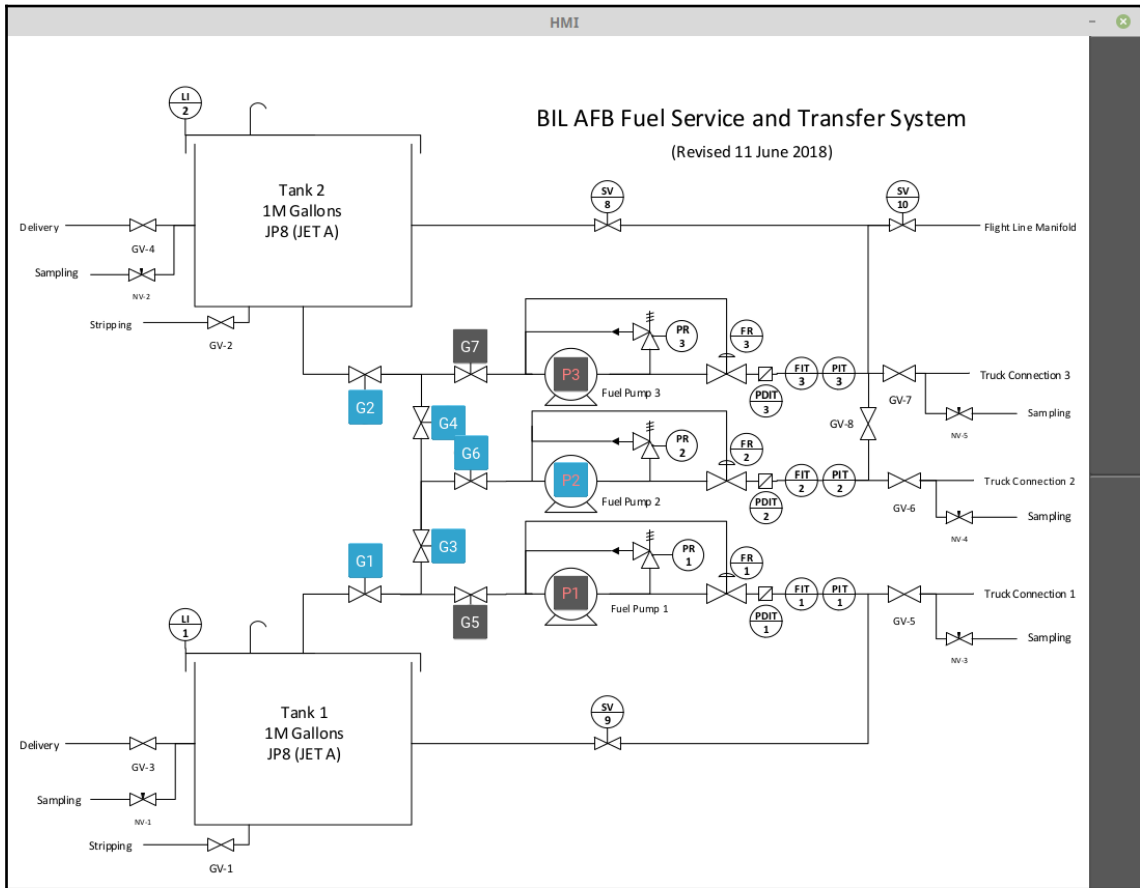 HMI
LI
2
BIL AFB Fuel Service and Transfer System
(Revised 11 June 2018)
Tank 2
1M Gallons
JP8 (JET A)
SV
8
SV
10
Delivery
GV-4
Flight Line Manifold
Sampling
NV-2
Stripping
GV-2
G7
PR
3
FR
3
P3
Fuel Pump 3
FIT
3
PIT
3
PDIT
3
Truck Connection 3
GV-7
Sampling
NV-5
G2
G4
GV-8
G6
PR
2
FR
2
P2
Fuel Pump 2
FIT
2
PIT
2
PDIT
2
Truck Connection 2
GV-6
Sampling
NV-4
G1
G3
PR
1
FR
1
P1
Fuel Pump 1
G5
FIT
1
PIT
1
PDIT
1
Truck Connection 1
GV-5
Sampling
NV-3
LI
1
Tank 1
1M Gallons
JP8 (JET A)
SV
9
Delivery
GV-3
Sampling
NV-1
Stripping
GV-1